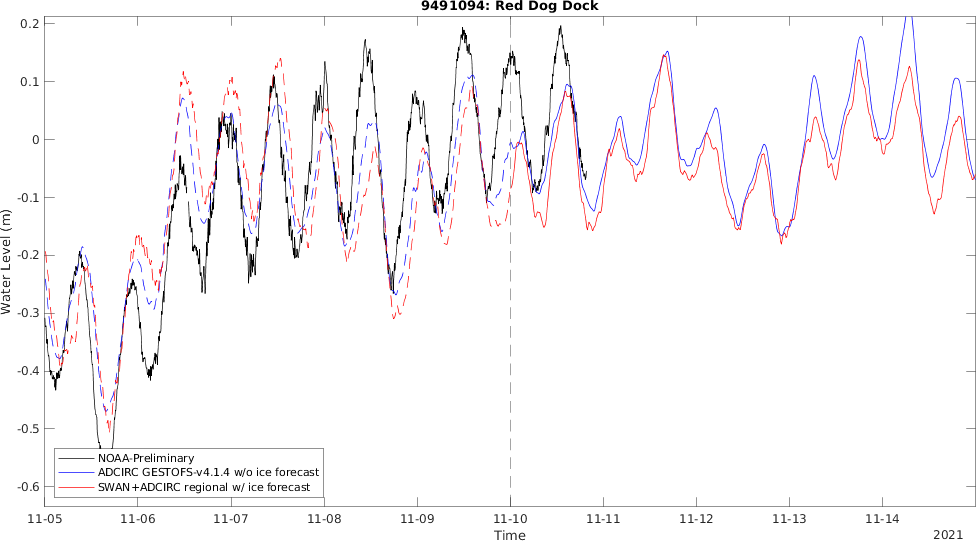 9491094: Red Dog Dock
Water Level (m)
0.2
0.1
0
-0.1
-0.2
-0.3
-0.4
-0.5
-0.6
NOAA-Preliminary
ADCIRC GESTOFS-v4.1.4 w/o ice forecast
SWAN+ADCIRC regional w/ ice forecast
11-05 11-06 11-07 11-08 11-09 11-10 11-11 11-12 11-13 11-14
Time
2021